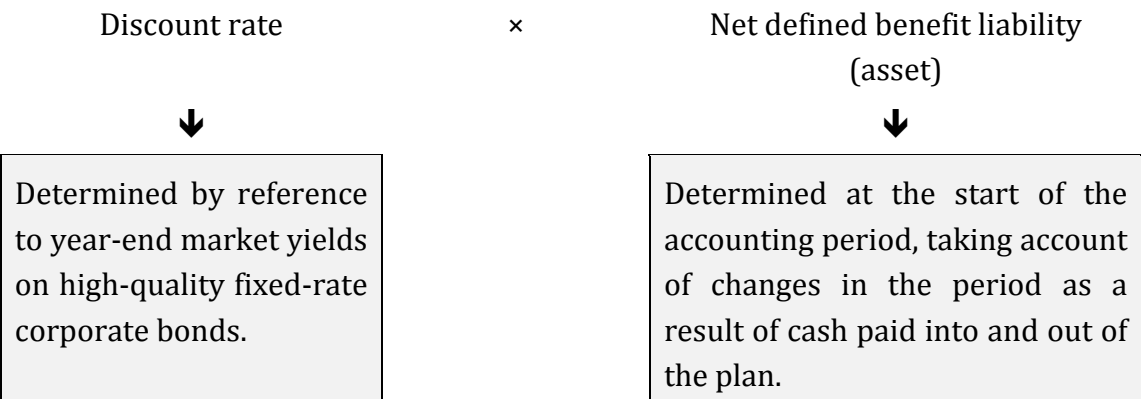 Discount rate × Net defined benefit liability
(asset)
🡻 🡻
Determined by reference
to year-end market yields
on high-quality fixed-rate
corporate bonds.
Determined at the start of the
accounting period, taking account
of changes in the period as a
result of cash paid into and out of
the plan.